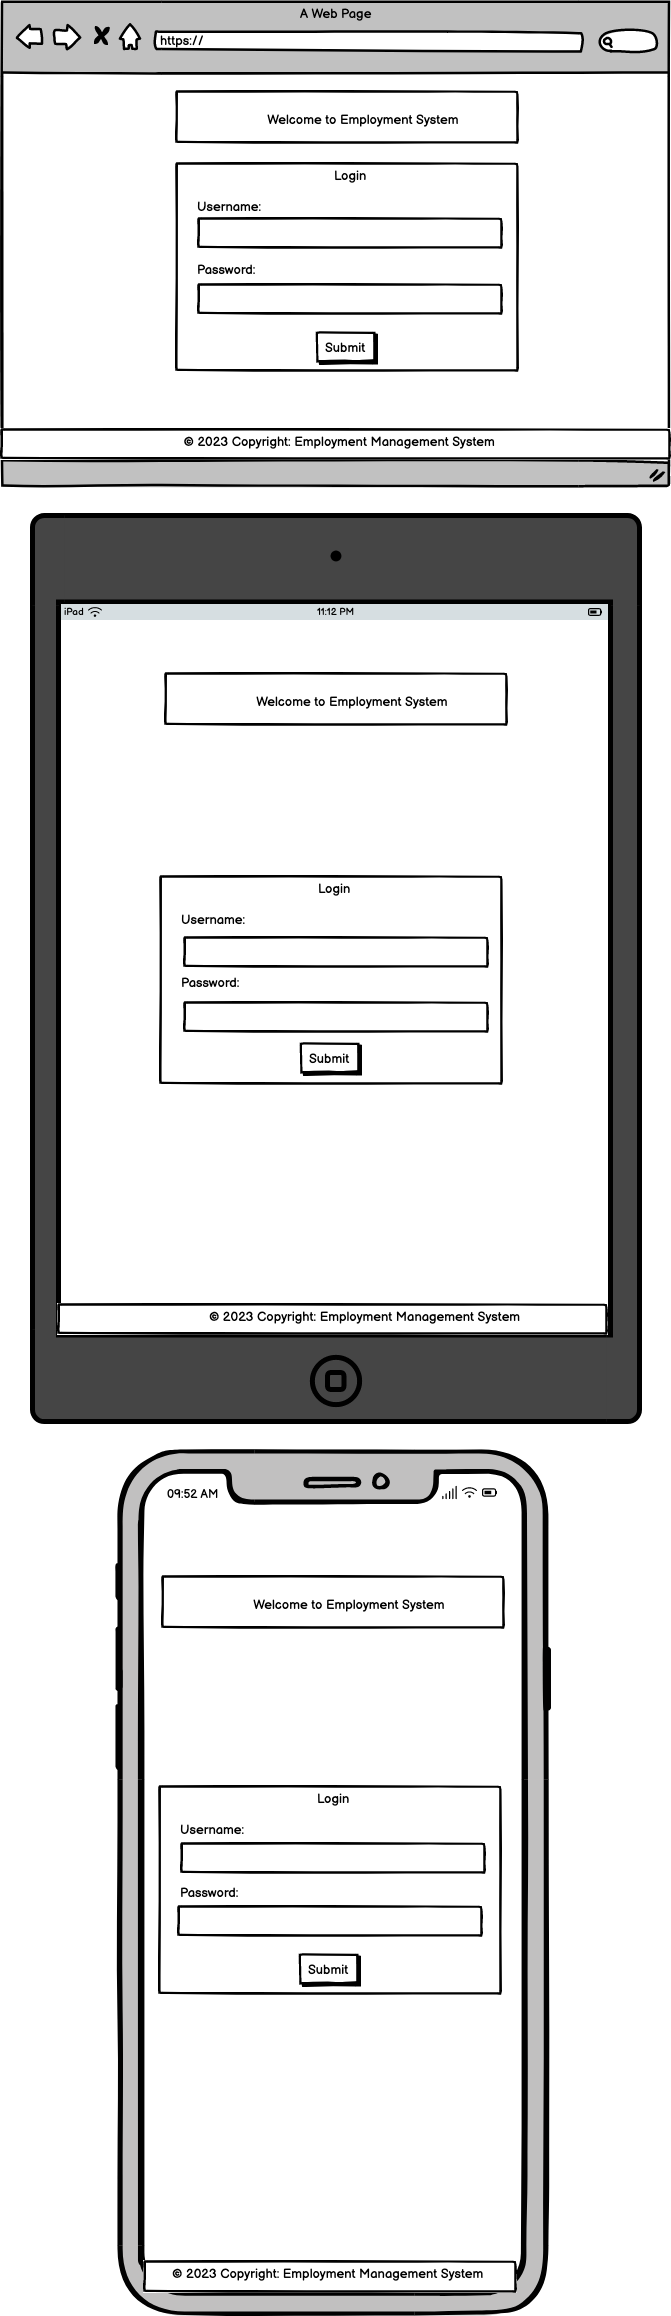 A Web Page
https://
Welcome to Employment System
Login
Username:
Password:
Submit
© 2023 Copyright: Employment Management System
iPad 11:12 PM
Welcome to Employment System
Login
Username:
Password:
Submit
© 2023 Copyright: Employment Management System
09:52 AM
Welcome to Employment System
Login
Username:
Password:
Submit
© 2023 Copyright: Employment Management System